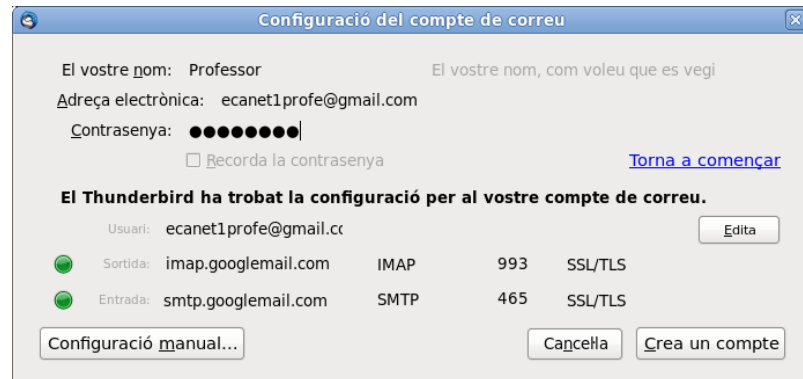 Configuració del compte de correu
El vostre nom: Professor El vostre nom, com voleu que es vegi
Adreça electrònica: ecanet1profe@gmail.com
Contrasenya: ●●●●●●●●
Recorda la contrasenya Torna a començar
El Thunderbird ha trobat la configuració per al vostre compte de correu.
Usuari: ecanet1profe@gmail.cc Edita
Sortida: imap.googlemail.com IMAP 993 SSL/TLS
Entrada: smtp.googlemail.com SMTP 465 SSL/TLS
Configuració manual... Cancel·la Crea un compte